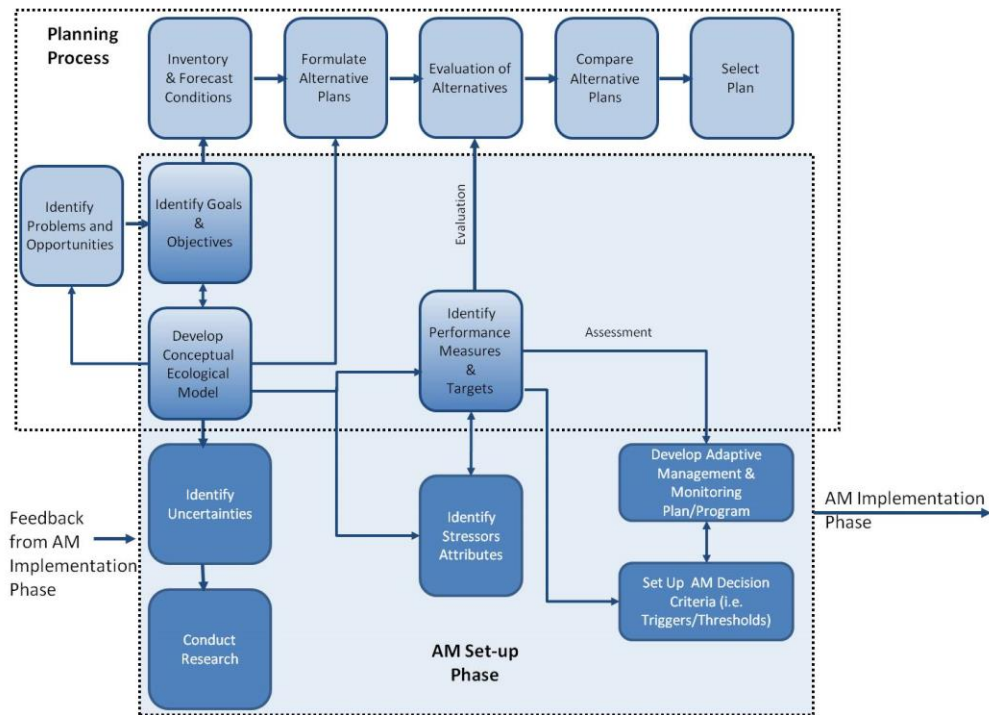 Planning
Process
Inventory
& Forecast
Conditions
Formulate
Alternative
Plans
Evaluation of
Alternatives
Compare
Alternative
Plans
Select
Plan
Identify
Problems and
Opportunities
Identify Goals
&
Objectives
Evaluation
Develop
Conceptual
Ecological
Model
Identify
Performance
Measures
&
Targets
Assessment
Feedback
from AM
Implementation
Phase
Identify
Uncertainties
Identify
Stressors
Attributes
Develop Adaptive
Management &
Monitoring
Plan/Program
AM Implementation
Phase
Conduct
Research
Set Up AM Decision
Criteria (i.e.
Triggers/Thresholds)
AM Set-up
Phase